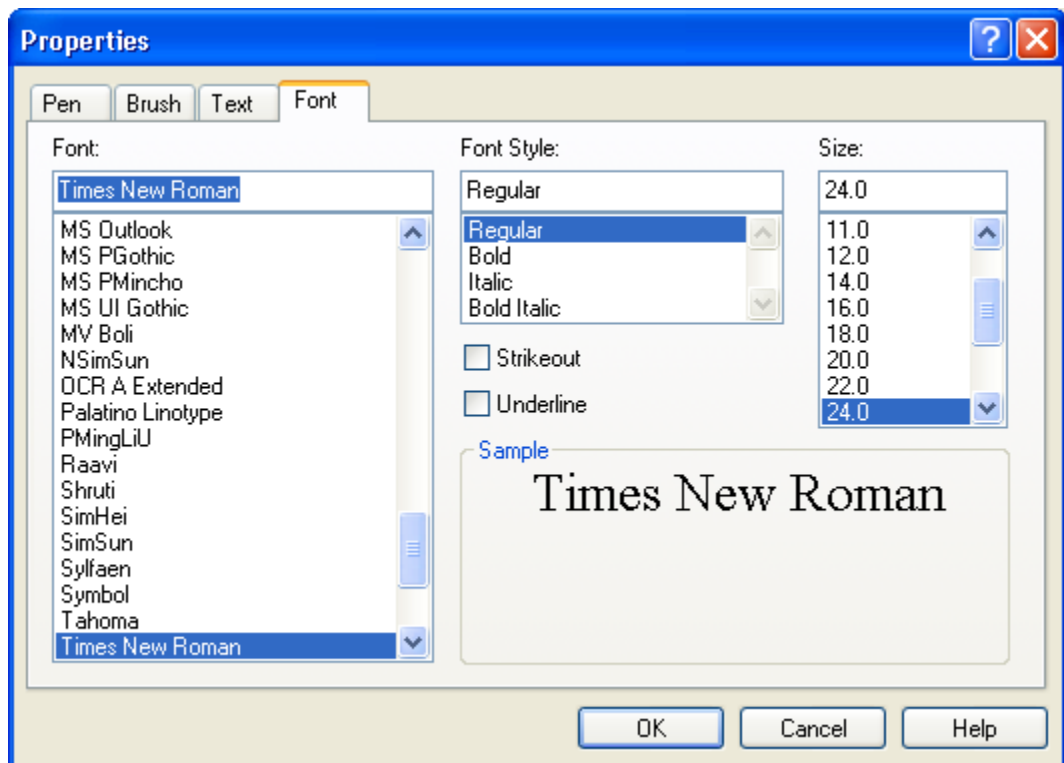 Properties
Pen
Brush
Text
Font
Font:
Times New Roman
MS Outlook
MS PGothic
MS PMincho
MS UI Gothic
MV Boli
NSimSun
OCR A Extended
Palatino Linotype
PMingLiU
Raavi
Shruti
SimHei
SimSun
Sylfaen
Symbol
Tahoma
Times New Roman
Font Style:
Regular
Regular
Bold
Italic
Bold Italic
Strikeout
Underline
Size:
24.0
11.0
12.0
14.0
16.0
18.0
20.0
22.0
24.0
Sample
Times New Roman
OK
Cancel
Help